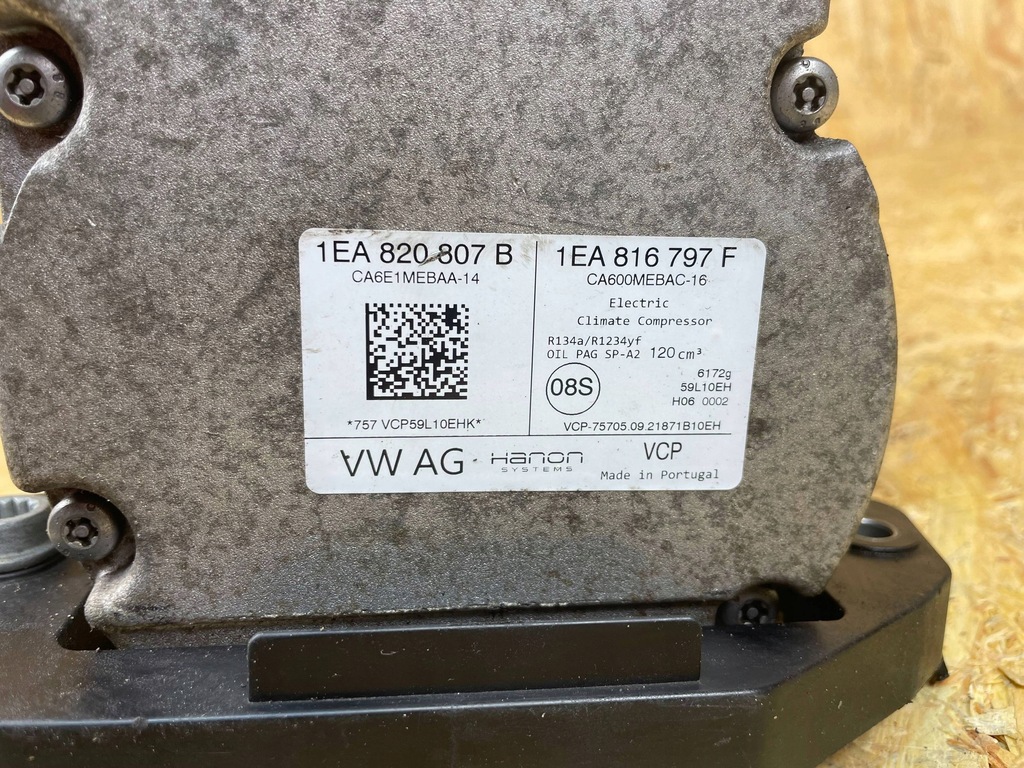 1EA 820 807 B
CA6E1MEBAA-14
*757 VCP59L10EHK*
1EA 816 797 F
CA600MEBAC-16
Electric
Climate Compressor
R134a/R1234yf
OIL PAG SP-A2 120 cm³
08S
6172g
59L10EH
H06 0002
VCP-75705.09.21871B10EH
VW AG Hanon SYSTEMS
VCP
Made in Portugal